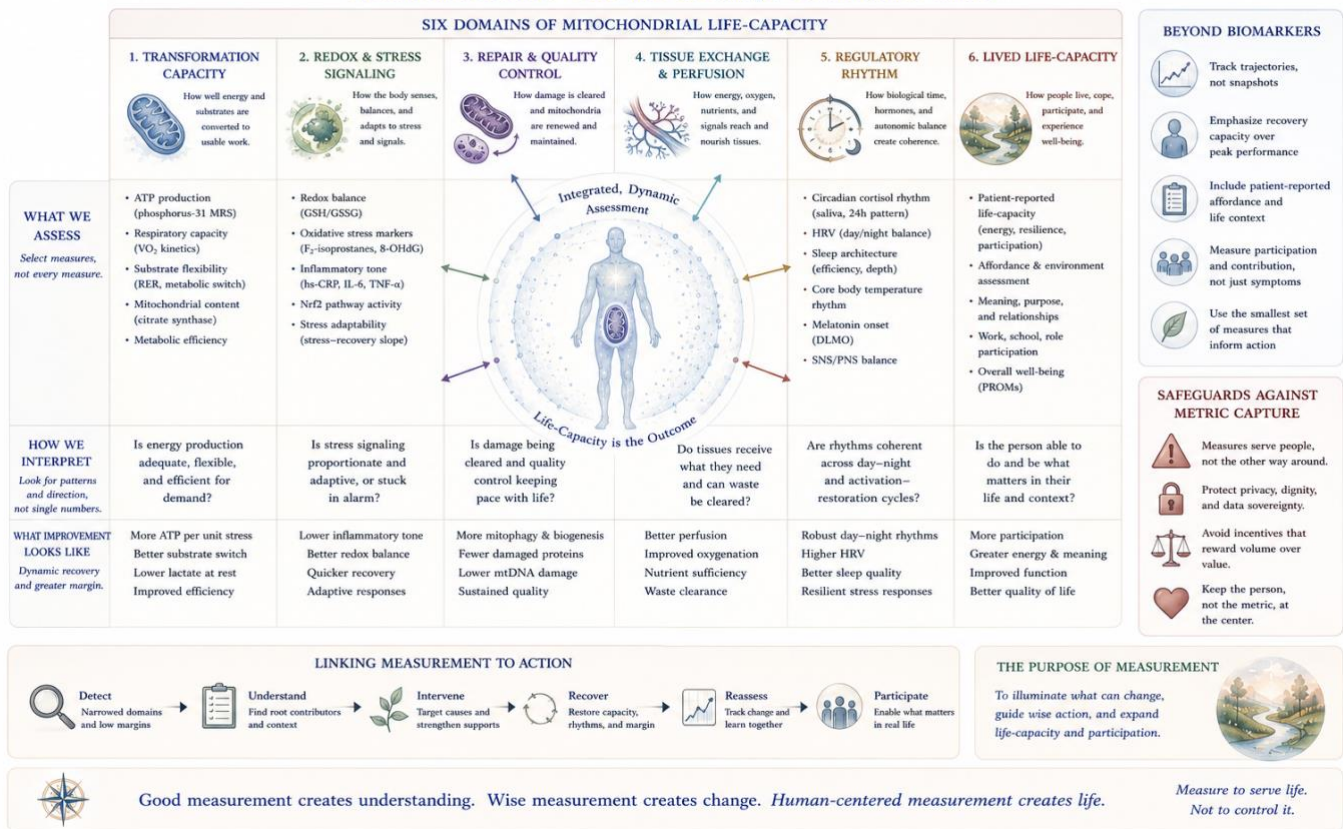 SIX DOMAINS OF MITOCHONDRIAL LIFE-CAPACITY
1. TRANSFORMATION
CAPACITY
How well energy and
substrates are
converted to
usable work.
2. REDOX & STRESS
SIGNALING
How the body senses,
balances, and
adapts to stress
and signals.
3. REPAIR & QUALITY
CONTROL
How damage is cleared
and mitochondria
are renewed and
maintained.
4. TISSUE EXCHANGE
& PERFUSION
How energy, oxygen,
nutrients, and
signals reach and
nourish tissues.
5. REGULATORY
RHYTHM
How biological time,
hormones, and
autonomic balance
create coherence.
6. LIVED LIFE-CAPACITY
How people live, cope,
participate, and
experience
well-being.
WHAT WE
ASSESS
Select measures,
not every measure.
• ATP production
(phosphorus-31 MRS)
• Respiratory capacity
(VO₂ kinetics)
• Substrate flexibility
(RER, metabolic switch)
• Mitochondrial content
(citrate synthase)
• Metabolic efficiency
• Redox balance
(GSH/GSSG)
• Oxidative stress markers
(F₂-isoprostanes, 8-OHdG)
• Inflammatory tone
(hs-CRP, IL-6, TNF-α)
• Nrf2 pathway activity
• Stress adaptability
(stress–recovery slope)
Integrated, Dynamic
Assessment
Life-Capacity is the Outcome
• Circadian cortisol rhythm
(saliva, 24h pattern)
• HRV (day/night balance)
• Sleep architecture
(efficiency, depth)
• Core body temperature
rhythm
• Melatonin onset
(DLMO)
• SNS/PNS balance
• Patient-reported
life-capacity
(energy, resilience,
participation)
• Affordance & environment
assessment
• Meaning, purpose,
and relationships
• Work, school, role
participation
• Overall well-being
(PROMs)
HOW WE
INTERPRET
Look for patterns
and direction,
not single numbers.
Is energy production
adequate, flexible,
and efficient for
demand?
Is stress signaling
proportionate and
adaptive, or stuck
in alarm?
Is damage being
cleared and quality
control keeping
pace with life?
Do tissues receive
what they need
and can waste
be cleared?
Are rhythms coherent
across day–night
and activation–
restoration cycles?
Is the person able to
do and be what
matters in their
life and context?
WHAT IMPROVEMENT
LOOKS LIKE
Dynamic recovery
and greater margin.
More ATP per unit stress
Better substrate switch
Lower lactate at rest
Improved efficiency
Lower inflammatory tone
Better redox balance
Quicker recovery
Adaptive responses
More mitophagy & biogenesis
Fewer damaged proteins
Lower mtDNA damage
Sustained quality
Better perfusion
Improved oxygenation
Nutrient sufficiency
Waste clearance
Robust day–night rhythms
Higher HRV
Better sleep quality
Resilient stress responses
More participation
Greater energy & meaning
Improved function
Better quality of life
BEYOND BIOMARKERS
Track trajectories,
not snapshots
Emphasize recovery
capacity over
peak performance
Include patient-reported
affordance and
life context
Measure participation
and contribution,
not just symptoms
Use the smallest set
of measures that
inform action
SAFEGUARDS AGAINST
METRIC CAPTURE
Measures serve people,
not the other way around.
Protect privacy, dignity,
and data sovereignty.
Avoid incentives that
reward volume over
value.
Keep the person,
not the metric, at
the center.
LINKING MEASUREMENT TO ACTION
Detect
Narrowed domains
and low margins
Understand
Find root contributors
and context
Intervene
Target causes and
strengthen supports
Recover
Restore capacity,
rhythms, and margin
Reassess
Track change and
learn together
Participate
Enable what matters
in real life
THE PURPOSE OF MEASUREMENT
To illuminate what can change,
guide wise action, and expand
life-capacity and participation.
Good measurement creates understanding. Wise measurement creates change. Human-centered measurement creates life.
Measure to serve life.
Not to control it.